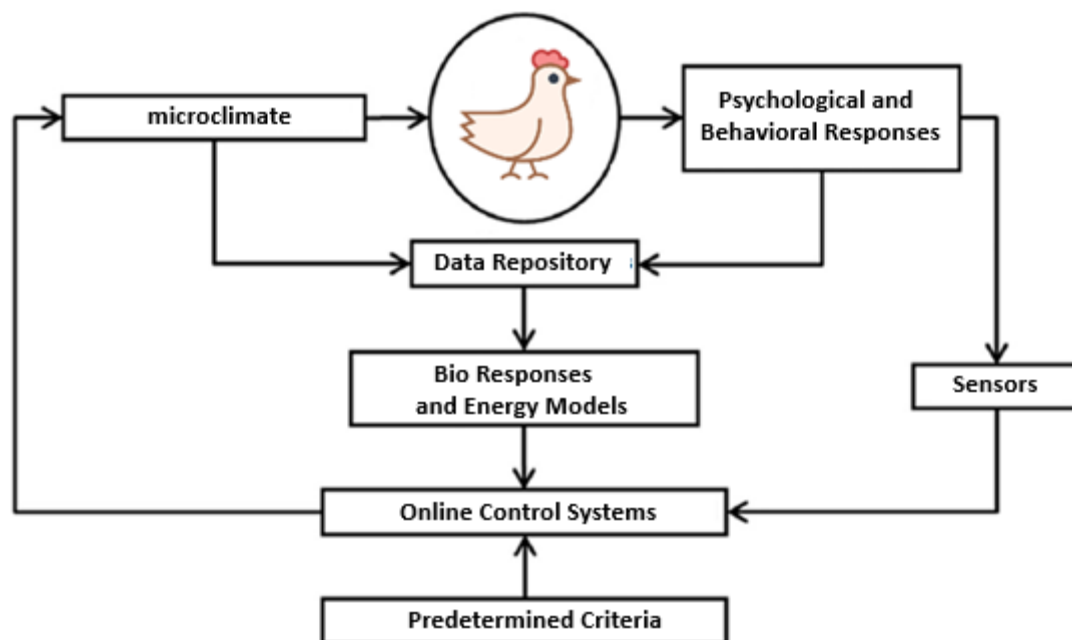 microclimate
Psychological and
Behavioral Responses
Data Repository
Bio Responses
and Energy Models
Sensors
Online Control Systems
Predetermined Criteria